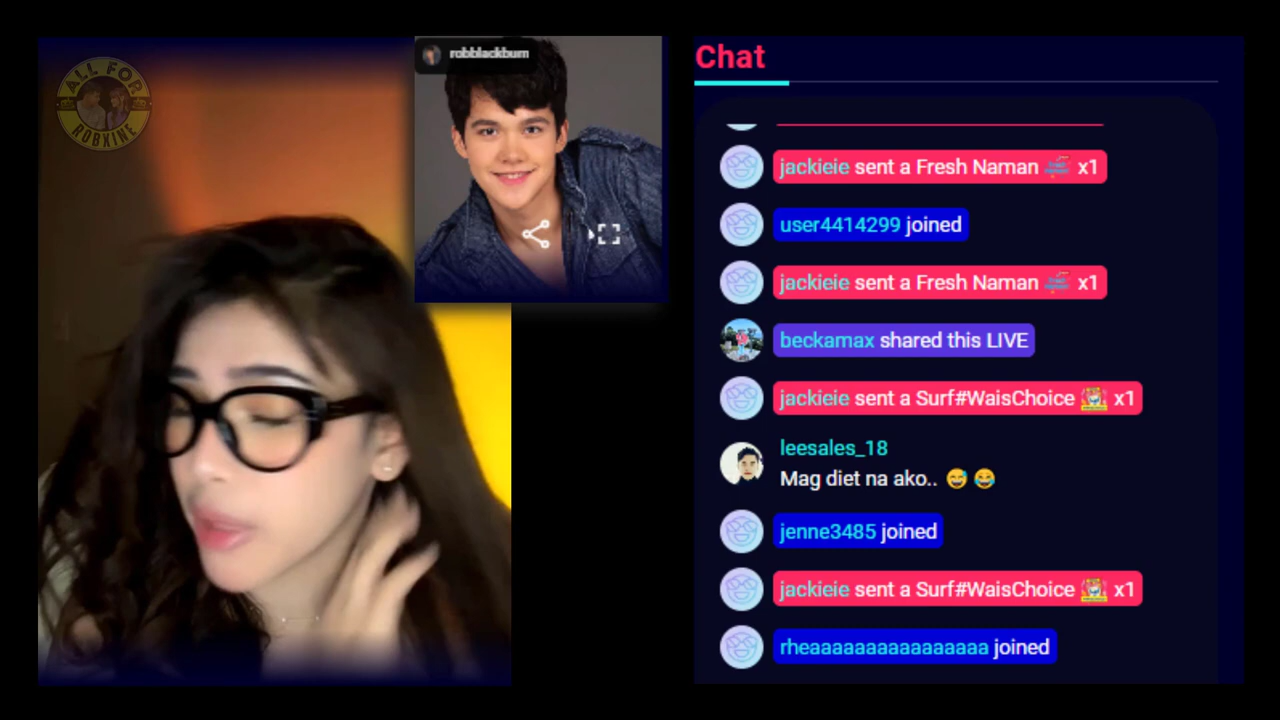 ALL FOR
ROBXINE
robblackburn
Chat
jackieie sent a Fresh Naman x1
user4414299 joined
jackieie sent a Fresh Naman x1
beckamax shared this LIVE
jackieie sent a Surf#WaisChoice x1
leesales_18
Mag diet na ako.. 😅 😂
jenne3485 joined
jackieie sent a Surf#WaisChoice x1
rheaaaaaaaaaaaaaaaa joined